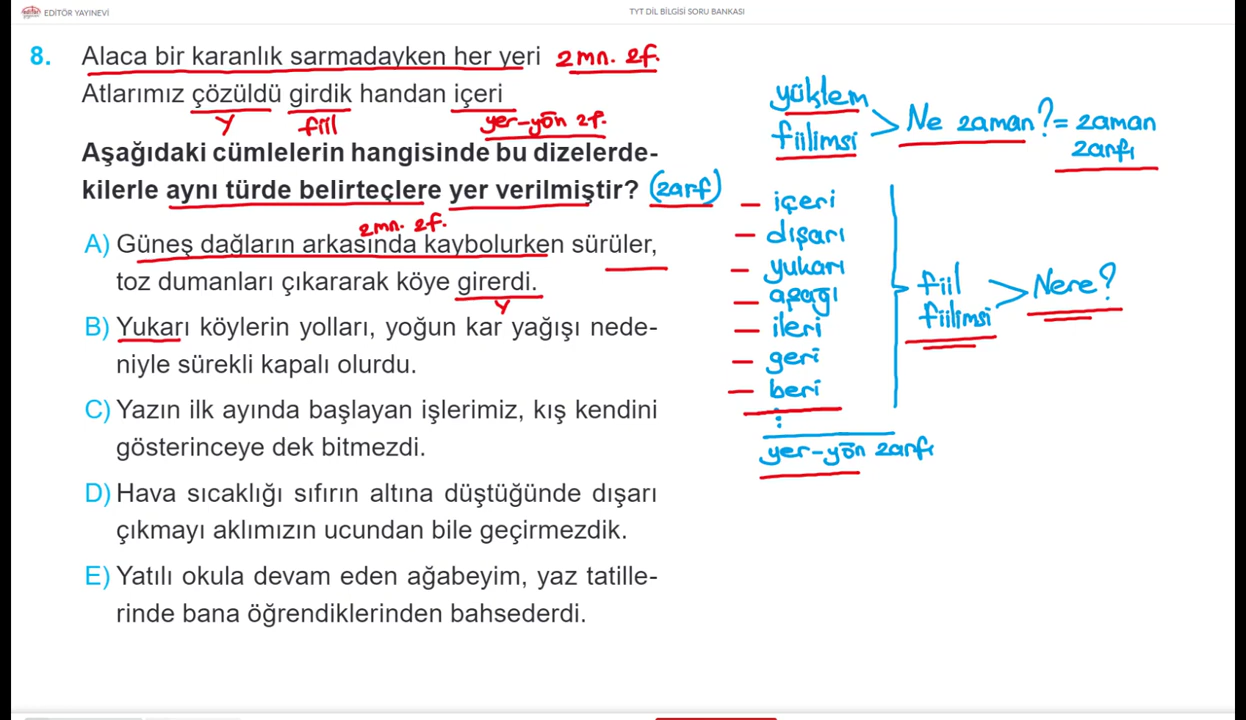 EDİTÖR YAYINEVİ
TYT DİL BİLGİSİ SORU BANKASI
8. Alaca bir karanlık sarmadayken her yeri zmn. zf.
Atlarımız çözüldü girdik handan içeri
Y fiil yer-yön zf.
Aşağıdaki cümlelerin hangisinde bu dizelerde-
kilerle aynı türde belirteçlere yer verilmiştir? (zarf)
zmn. zf.
A) Güneş dağların arkasında kaybolurken sürüler,
toz dumanları çıkararak köye girerdi.
Y
B) Yukarı köylerin yolları, yoğun kar yağışı nede-
niyle sürekli kapalı olurdu.
C) Yazın ilk ayında başlayan işlerimiz, kış kendini
gösterinceye dek bitmezdi.
D) Hava sıcaklığı sıfırın altına düştüğünde dışarı
çıkmayı aklımızın ucundan bile geçirmezdik.
E) Yatılı okula devam eden ağabeyim, yaz tatille-
rinde bana öğrendiklerinden bahsederdi.
yüklem
fiilimsi > Ne zaman? = zaman
zarfı
- içeri
- dışarı
- yukarı
- aşağı
- ileri
- geri
- beri
⋮
yer-yön zarfı
fiil
fiilimsi > Nere?